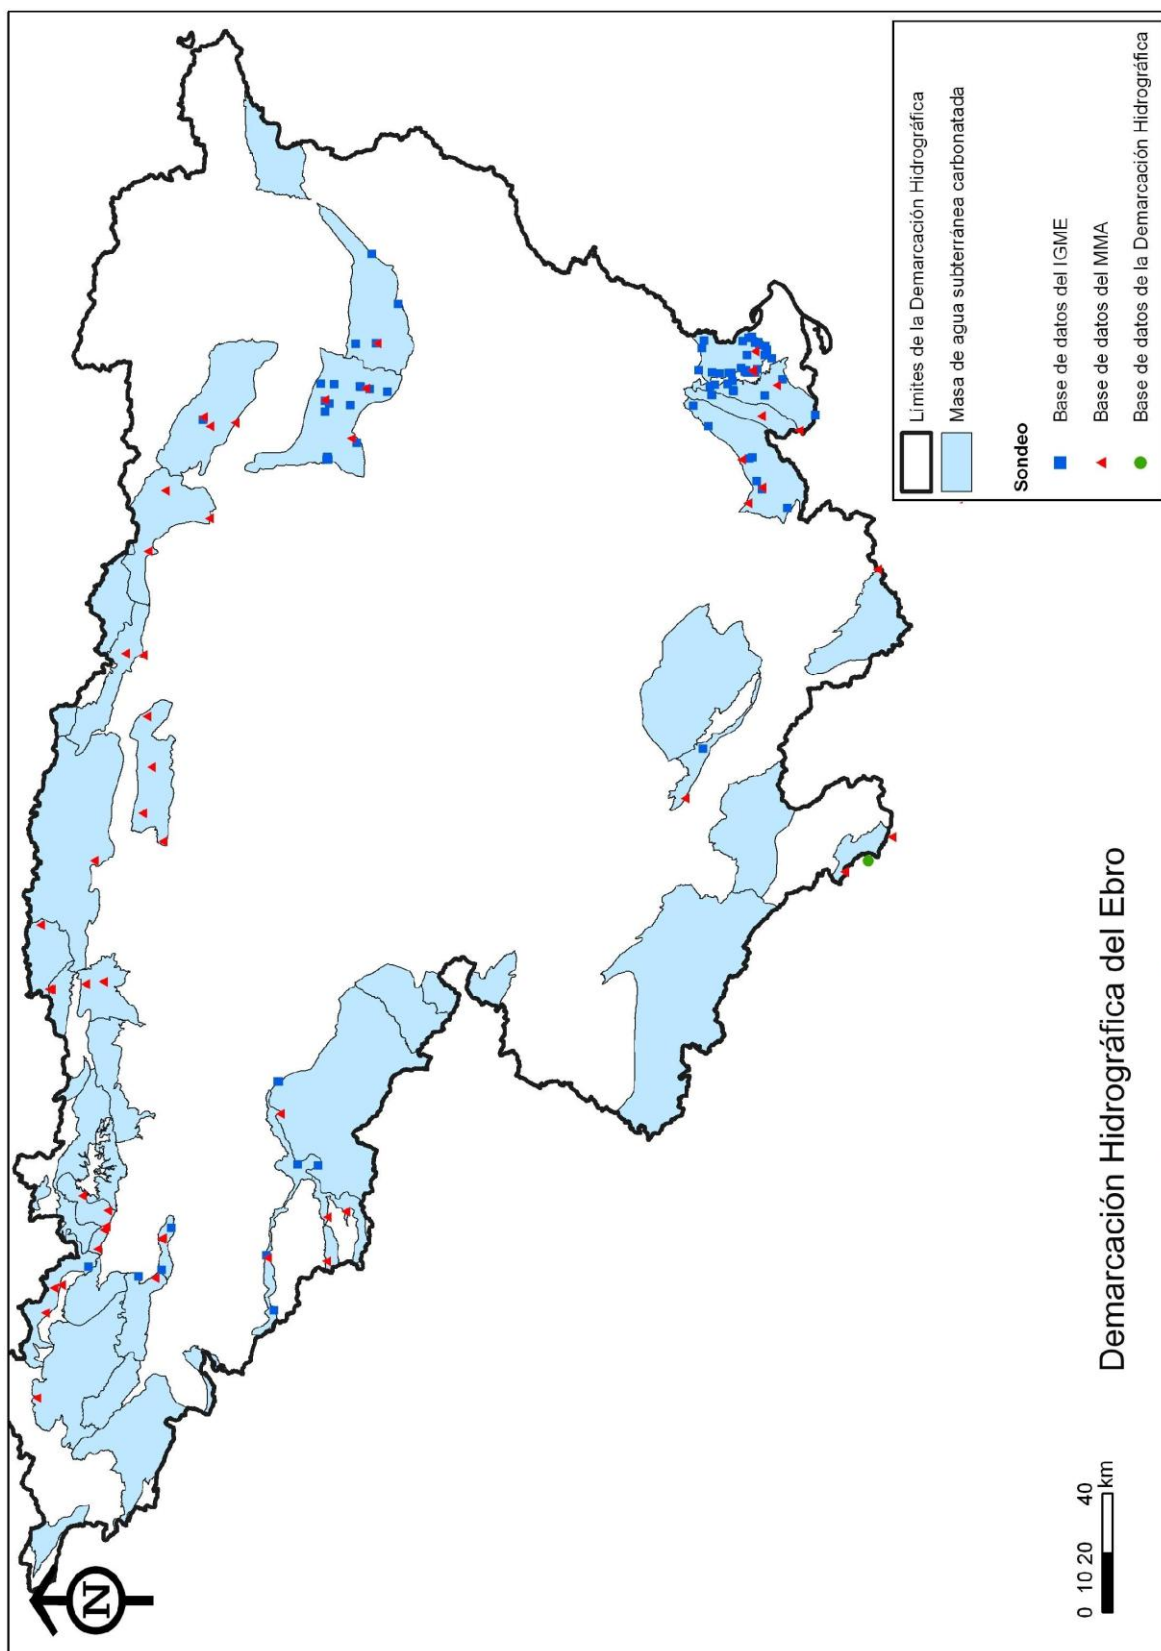 Límites de la Demarcación Hidrográfica
Masa de agua subterránea carbonatada
Sondeo
Base de datos del IGME
Base de datos del MMA
Base de datos de la Demarcación Hidrográfica
Demarcación Hidrográfica del Ebro
0 10 20 40
km
N